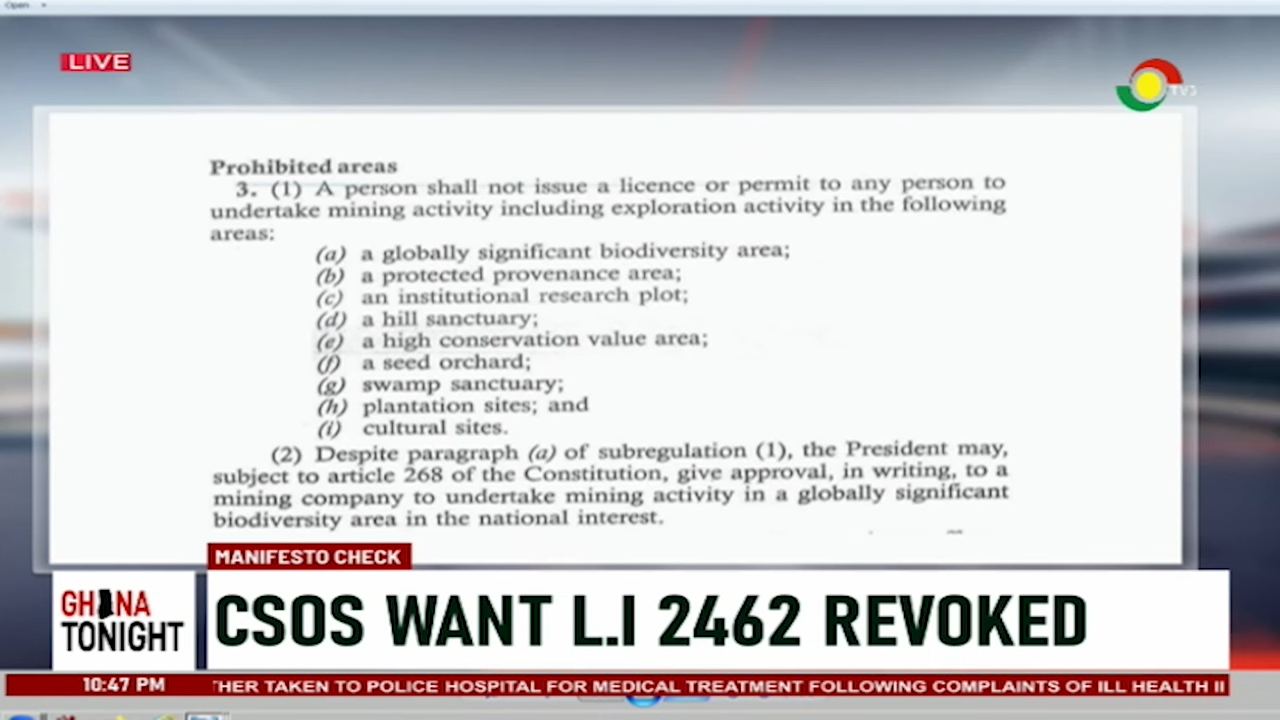 Open
LIVE
TV3
Prohibited areas
3. (1) A person shall not issue a licence or permit to any person to
undertake mining activity including exploration activity in the following
areas:
(a) a globally significant biodiversity area;
(b) a protected provenance area;
(c) an institutional research plot;
(d) a hill sanctuary;
(e) a high conservation value area;
(f) a seed orchard;
(g) swamp sanctuary;
(h) plantation sites; and
(i) cultural sites.
(2) Despite paragraph (a) of subregulation (1), the President may,
subject to article 268 of the Constitution, give approval, in writing, to a
mining company to undertake mining activity in a globally significant
biodiversity area in the national interest.
MANIFESTO CHECK
GHANA
TONIGHT
CSOS WANT L.I 2462 REVOKED
10:47 PM
THER TAKEN TO POLICE HOSPITAL FOR MEDICAL TREATMENT FOLLOWING COMPLAINTS OF ILL HEALTH II